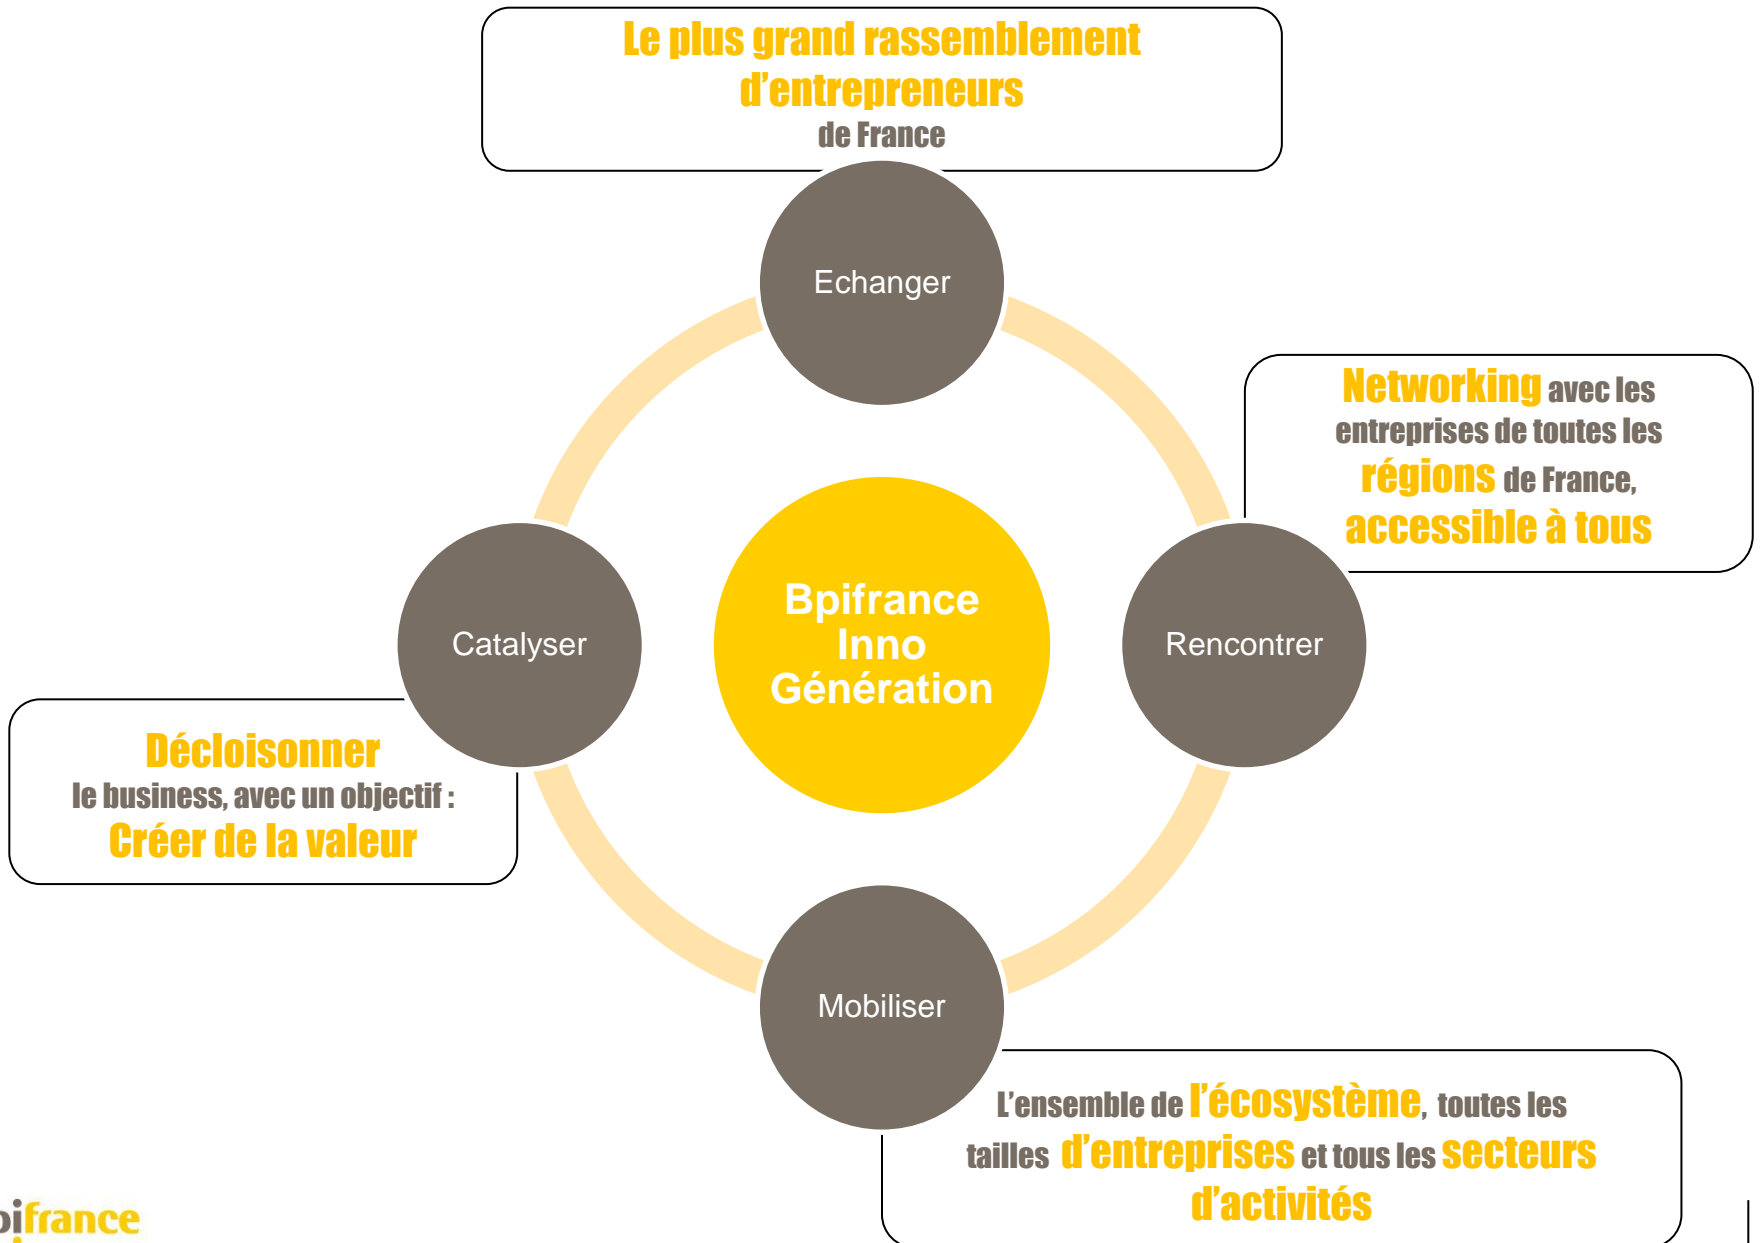 Le plus grand rassemblement
d’entrepreneurs
de France
Echanger
Networking avec les
entreprises de toutes les
régions de France,
accessible à tous
Bpifrance
Inno
Génération
Catalyser
Rencontrer
Décloisonner
le business, avec un objectif :
Créer de la valeur
Mobiliser
L’ensemble de l’écosystème, toutes les
tailles d’entreprises et tous les secteurs
d’activités
pifrance